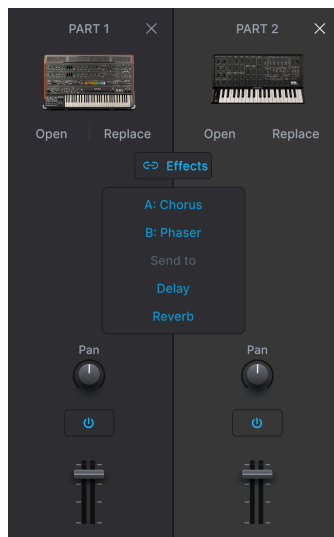 PART 1
PART 2
Open Replace
Open Replace
Effects
A: Chorus
B: Phaser
Send to
Delay
Reverb
Pan
Pan